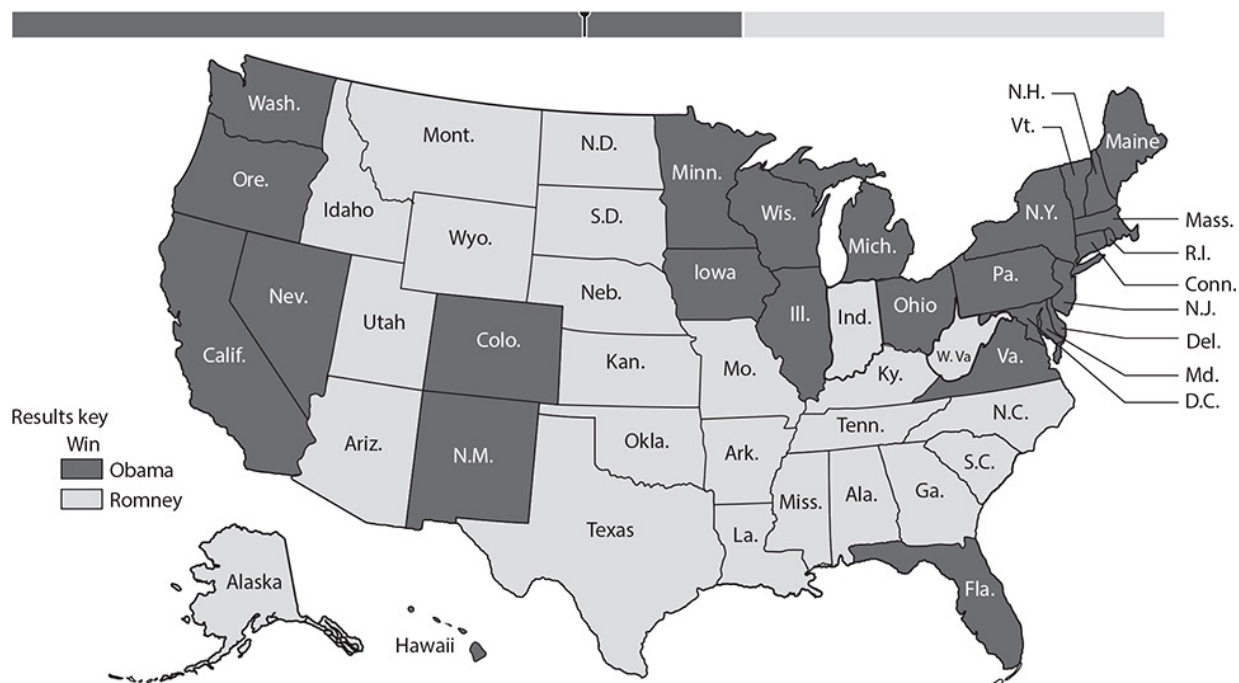 N.H.
Vt.
Maine
Wash.
Mont.
N.D.
Minn.
Ore.
Idaho
S.D.
Wis.
N.Y.
Mass.
Wyo.
Mich.
R.I.
Iowa
Pa.
Conn.
Nev.
Neb.
Ohio
N.J.
Utah
Colo.
Ill.
Ind.
Del.
Calif.
Kan.
Mo.
W. Va
Va.
Md.
Ky.
D.C.
Results key
Win
Obama
Romney
Ariz.
N.M.
Okla.
Ark.
Tenn.
N.C.
S.C.
Texas
La.
Miss.
Ala.
Ga.
Alaska
Hawaii
Fla.